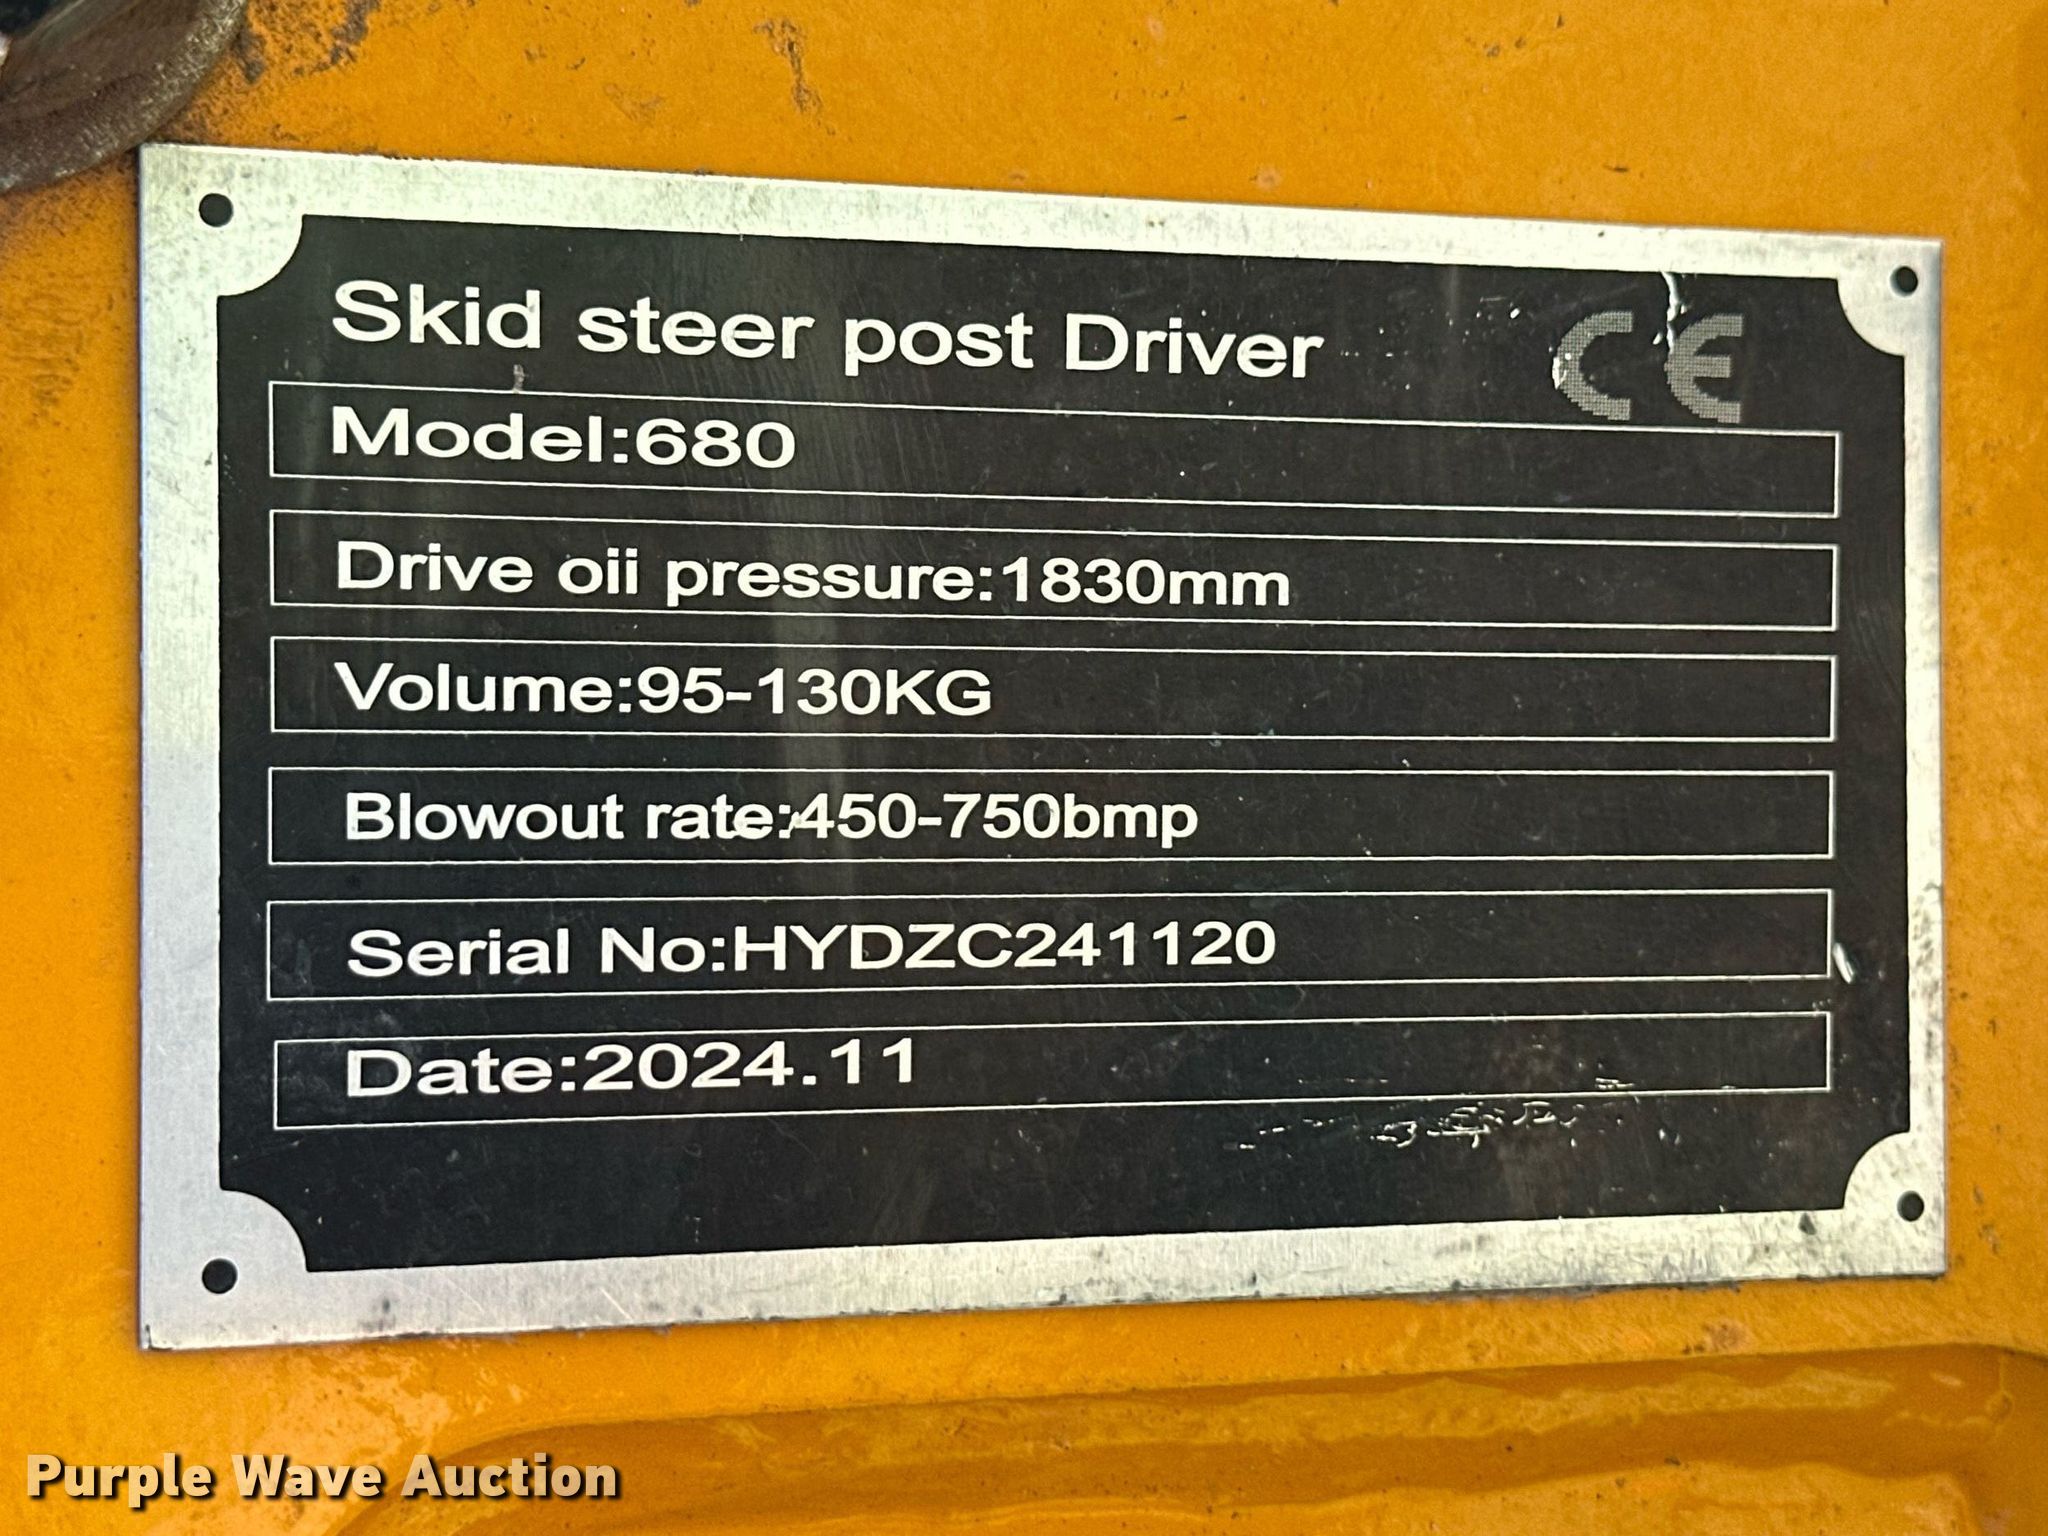 Skid steer post Driver CE
Model:680
Drive oii pressure:1830mm
Volume:95-130KG
Blowout rate:450-750bmp
Serial No:HYDZC241120
Date:2024.11
Purple Wave Auction